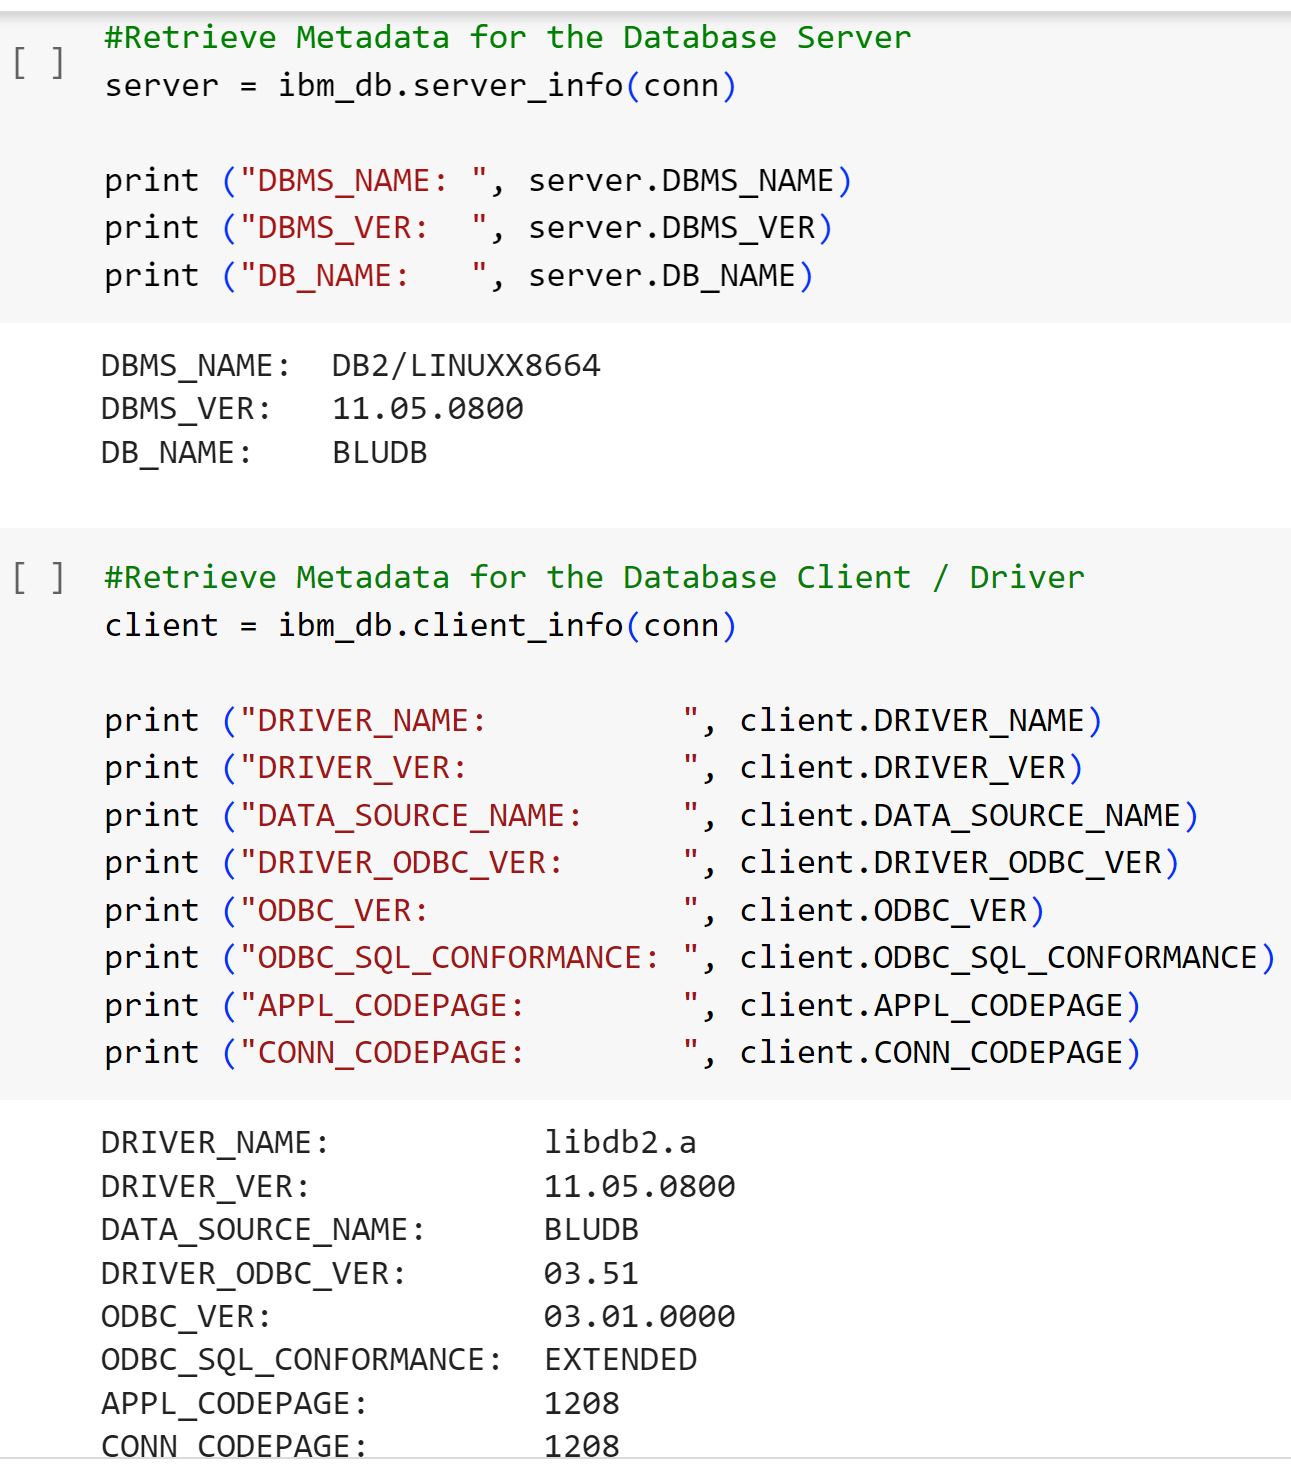 #Retrieve Metadata for the Database Server
[ ]
server = ibm_db.server_info(conn)
print ("DBMS_NAME: ", server.DBMS_NAME)
print ("DBMS_VER:  ", server.DBMS_VER)
print ("DB_NAME:   ", server.DB_NAME)
DBMS_NAME:  DB2/LINUXX8664
DBMS_VER:   11.05.0800
DB_NAME:    BLUDB
[ ] #Retrieve Metadata for the Database Client / Driver
client = ibm_db.client_info(conn)
print ("DRIVER_NAME:          ", client.DRIVER_NAME)
print ("DRIVER_VER:           ", client.DRIVER_VER)
print ("DATA_SOURCE_NAME:     ", client.DATA_SOURCE_NAME)
print ("DRIVER_ODBC_VER:      ", client.DRIVER_ODBC_VER)
print ("ODBC_VER:             ", client.ODBC_VER)
print ("ODBC_SQL_CONFORMANCE: ", client.ODBC_SQL_CONFORMANCE)
print ("APPL_CODEPAGE:        ", client.APPL_CODEPAGE)
print ("CONN_CODEPAGE:        ", client.CONN_CODEPAGE)
DRIVER_NAME:           libdb2.a
DRIVER_VER:            11.05.0800
DATA_SOURCE_NAME:      BLUDB
DRIVER_ODBC_VER:       03.51
ODBC_VER:              03.01.0000
ODBC_SQL_CONFORMANCE:  EXTENDED
APPL_CODEPAGE:         1208
CONN_CODEPAGE:         1208